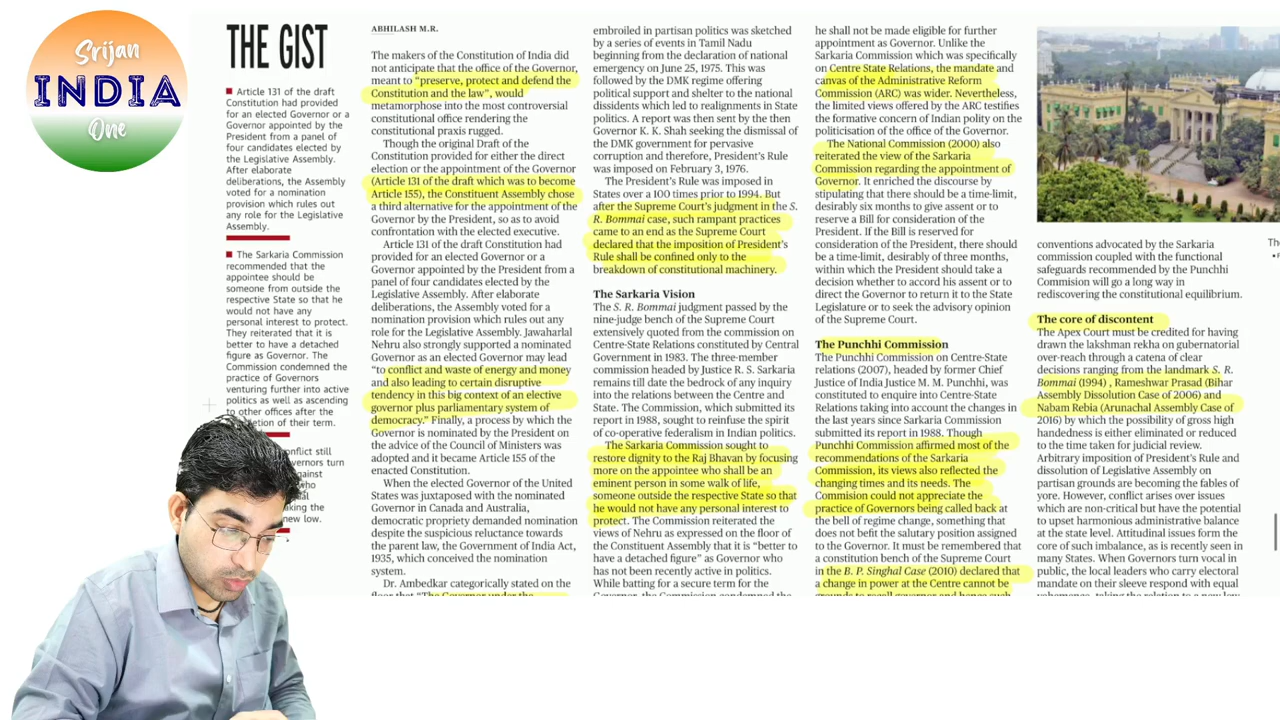 Srijan
INDIA
One
THE GIST
Article 131 of the draft
Constitution had provided
for an elected Governor or a
Governor appointed by the
President from a panel of
four candidates elected by
the Legislative Assembly.
After elaborate
deliberations, the Assembly
voted for a nomination
provision which rules out
any role for the Legislative
Assembly.
The Sarkaria Commission
recommended that the
appointee should be
someone from outside the
respective State so that he
would not have any
personal interest to protect.
They reiterated that it is
better to have a detached
figure as Governor. The
Commission condemned the
practice of Governors
venturing further into active
politics as well as ascending
to other offices after the
of their term.
still
turn
new low.
ABHILASH M.R.
The makers of the Constitution of India did
not anticipate that the office of the Governor,
meant to “preserve, protect and defend the
Constitution and the law”, would
metamorphose into the most controversial
constitutional office rendering the
constitutional praxis rugged.
Though the original Draft of the
Constitution provided for either the direct
election or the appointment of the Governor
(Article 131 of the draft which was to become
Article 155), the Constituent Assembly chose
a third alternative for the appointment of the
Governor by the President, so as to avoid
confrontation with the elected executive.
Article 131 of the draft Constitution had
provided for an elected Governor or a
Governor appointed by the President from a
panel of four candidates elected by the
Legislative Assembly. After elaborate
deliberations, the Assembly voted for a
nomination provision which rules out any
role for the Legislative Assembly. Jawaharlal
Nehru also strongly supported a nominated
Governor as an elected Governor may lead
“to conflict and waste of energy and money
and also leading to certain disruptive
tendency in this big context of an elective
governor plus parliamentary system of
democracy.” Finally, a process by which the
Governor is nominated by the President on
the advice of the Council of Ministers was
adopted and it became Article 155 of the
enacted Constitution.
When the elected Governor of the United
States was juxtaposed with the nominated
Governor in Canada and Australia,
democratic propriety demanded nomination
despite the suspicious reluctance towards
the parent law, the Government of India Act,
1935, which conceived the nomination
system.
Dr. Ambedkar categorically stated on the
floor that “The Governor under the
embroiled in partisan politics was sketched
by a series of events in Tamil Nadu
beginning from the declaration of national
emergency on June 25, 1975. This was
followed by the DMK regime offering
political support and shelter to the national
dissidents which led to realignments in State
politics. A report was then sent by the then
Governor K. K. Shah seeking the dismissal of
the DMK government for pervasive
corruption and therefore, President’s Rule
was imposed on February 3, 1976.
The President’s Rule was imposed in
States over a 100 times prior to 1994. But
after the Supreme Court’s judgment in the S.
R. Bommai case, such rampant practices
came to an end as the Supreme Court
declared that the imposition of President’s
Rule shall be confined only to the
breakdown of constitutional machinery.
The Sarkaria Vision
The S. R. Bommai judgment passed by the
nine-judge bench of the Supreme Court
extensively quoted from the commission on
Centre-State Relations constituted by Central
Government in 1983. The three-member
commission headed by Justice R. S. Sarkaria
remains till date the bedrock of any inquiry
into the relations between the Centre and
State. The Commission, which submitted its
report in 1988, sought to reinfuse the spirit
of co-operative federalism in Indian politics.
The Sarkaria Commission sought to
restore dignity to the Raj Bhavan by focusing
more on the appointee who shall be an
eminent person in some walk of life,
someone outside the respective State so that
he would not have any personal interest to
protect. The Commission reiterated the
views of Nehru as expressed on the floor of
the Constituent Assembly that it is “better to
have a detached figure” as Governor who
has not been recently active in politics.
While batting for a secure term for the
Governor, the Commission condemned the
he shall not be made eligible for further
appointment as Governor. Unlike the
Sarkaria Commission which was specifically
on Centre State Relations, the mandate and
canvas of the Administrative Reform
Commission (ARC) was wider. Nevertheless,
the limited views offered by the ARC testifies
the formative concern of Indian polity on the
politicisation of the office of the Governor.
The National Commission (2000) also
reiterated the view of the Sarkaria
Commission regarding the appointment of
Governor. It enriched the discourse by
stipulating that there should be a time-limit,
desirably six months to give assent or to
reserve a Bill for consideration of the
President. If the Bill is reserved for
consideration of the President, there should
be a time-limit, desirably of three months,
within which the President should take a
decision whether to accord his assent or to
direct the Governor to return it to the State
Legislature or to seek the advisory opinion
of the Supreme Court.
The Punchhi Commission
The Punchhi Commission on Centre-State
relations (2007), headed by former Chief
Justice of India Justice M. M. Punchhi, was
constituted to enquire into Centre-State
Relations taking into account the changes in
the last years since Sarkaria Commission
submitted its report in 1988. Though
Punchhi Commission affirmed most of the
recommendations of the Sarkaria
Commission, its views also reflected the
changing times and its needs. The
Commision could not appreciate the
practice of Governors being called back at
the bell of regime change, something that
does not befit the salutary position assigned
to the Governor. It must be remembered that
a constitution bench of the Supreme Court
in the B. P. Singhal Case (2010) declared that
a change in power at the Centre cannot be
grounds to recall governor and hence such
conventions advocated by the Sarkaria
commission coupled with the functional
safeguards recommended by the Punchhi
Commission will go a long way in
rediscovering the constitutional equilibrium.
The core of discontent
The Apex Court must be credited for having
drawn the lakshman rekha on gubernatorial
over-reach through a catena of clear
decisions ranging from the landmark S. R.
Bommai (1994) , Rameshwar Prasad (Bihar
Assembly Dissolution Case of 2006) and
Nabam Rebia (Arunachal Assembly Case of
2016) by which the possibility of gross high
handedness is either eliminated or reduced
to the time taken for judicial review.
Arbitrary imposition of President’s Rule and
dissolution of Legislative Assembly on
partisan grounds are becoming the fables of
yore. However, conflict arises over issues
which are non-critical but have the potential
to upset harmonious administrative balance
at the state level. Attitudinal issues form the
core of such imbalance, as is recently seen in
many States. When Governors turn vocal in
public, the local leaders who carry electoral
mandate on their sleeve respond with equal
vehemence, taking the relation to a new low.